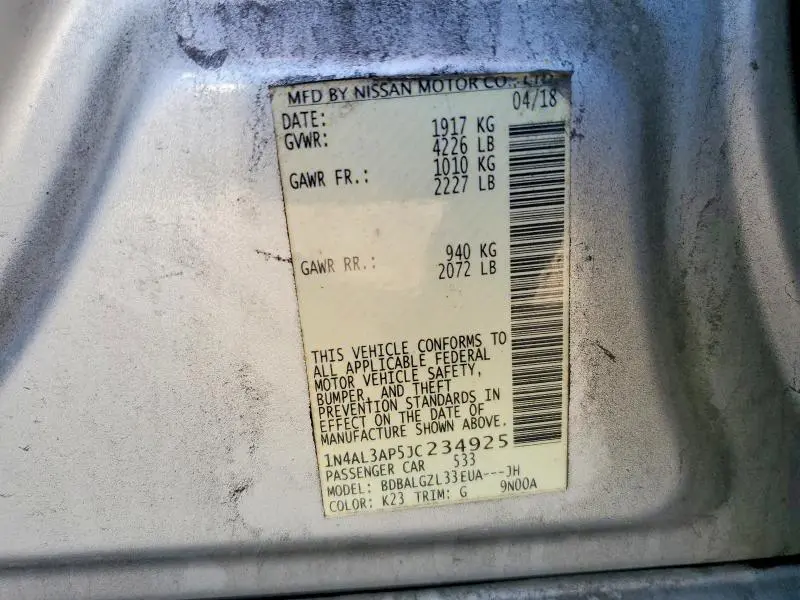 MFD BY NISSAN MOTOR CO., LTD.
DATE: 04/18
GVWR: 1917 KG
4226 LB
GAWR FR.: 1010 KG
2227 LB
GAWR RR.: 940 KG
2072 LB
THIS VEHICLE CONFORMS TO
ALL APPLICABLE FEDERAL
MOTOR VEHICLE SAFETY,
BUMPER, AND THEFT
PREVENTION STANDARDS IN
EFFECT ON THE DATE OF
MANUFACTURE SHOWN ABOVE.
1N4AL3AP5JC234925
PASSENGER CAR 533
MODEL: BDBALGZL33EUA---JH
COLOR: K23 TRIM: G 9N00A